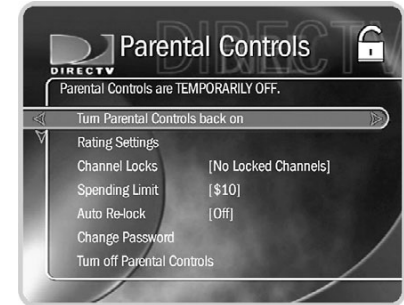 DIRECTV
Parental Controls
DIRECTV
Parental Controls are TEMPORARILY OFF.
Turn Parental Controls back on
Rating Settings
Channel Locks [No Locked Channels]
Spending Limit [$10]
Auto Re-lock [Off]
Change Password
Turn off Parental Controls